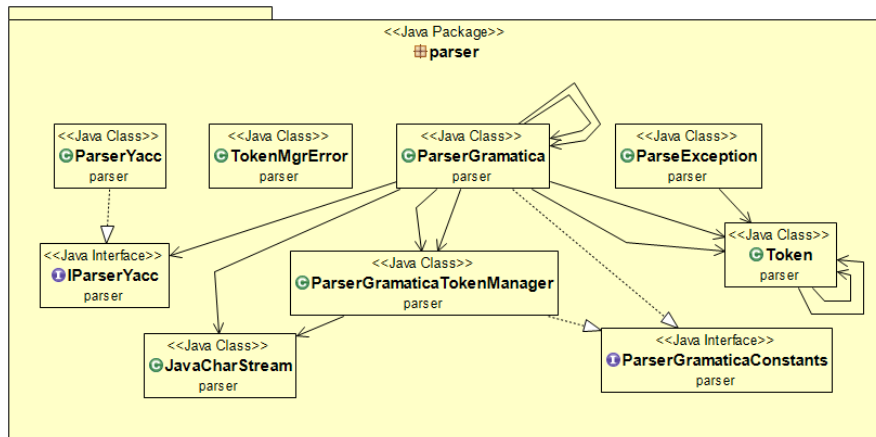 <<Java Package>>
parser
<<Java Class>>
ParserYacc
parser
<<Java Class>>
TokenMgrError
parser
<<Java Class>>
ParserGramatica
parser
<<Java Class>>
ParseException
parser
<<Java Interface>>
IParserYacc
parser
<<Java Class>>
ParserGramaticaTokenManager
parser
<<Java Class>>
Token
parser
<<Java Class>>
JavaCharStream
parser
<<Java Interface>>
ParserGramaticaConstants
parser